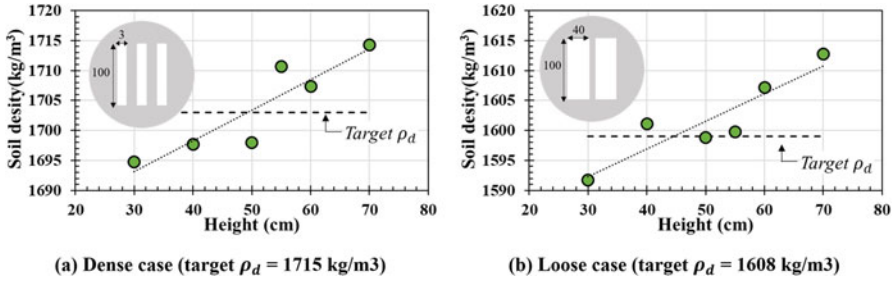 1720
1715
1710
1705
1700
1695
1690
Soil desity(kg/m³)
3
100
Target ρd
20 30 40 50 60 70 80
Height (cm)
(a) Dense case (target ρd = 1715 kg/m3)
1620
1615
1610
1605
1600
1595
1590
Soil desity(kg/m³)
40
100
Target ρd
20 30 40 50 60 70 80
Height (cm)
(b) Loose case (target ρd = 1608 kg/m3)